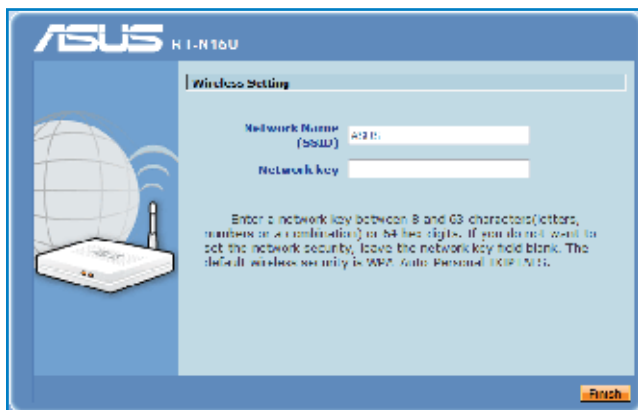 ASUS RT-N16U
Wireless Setting
Network Name
(SSID)
ASUS
Network key
Enter a network key between 8 and 63 characters(letters,
numbers or a combination) or 64 hex digits. If you do not want to
set the network security, leave the network key field blank. The
default wireless security is WPA-Auto-Personal TKIP+AES.
Finish